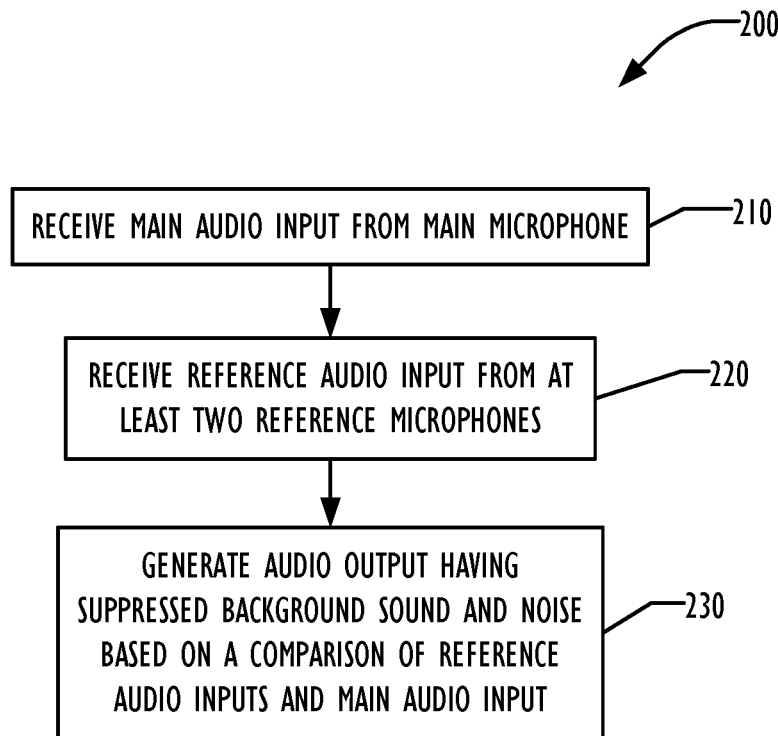 200
RECEIVE MAIN AUDIO INPUT FROM MAIN MICROPHONE
210
RECEIVE REFERENCE AUDIO INPUT FROM AT
LEAST TWO REFERENCE MICROPHONES
220
GENERATE AUDIO OUTPUT HAVING
SUPPRESSED BACKGROUND SOUND AND NOISE
BASED ON A COMPARISON OF REFERENCE
AUDIO INPUTS AND MAIN AUDIO INPUT
230